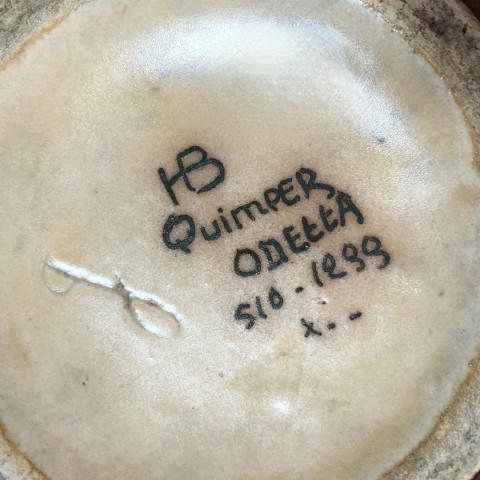 HB
Quimper
ODETTA
510-1299
x--